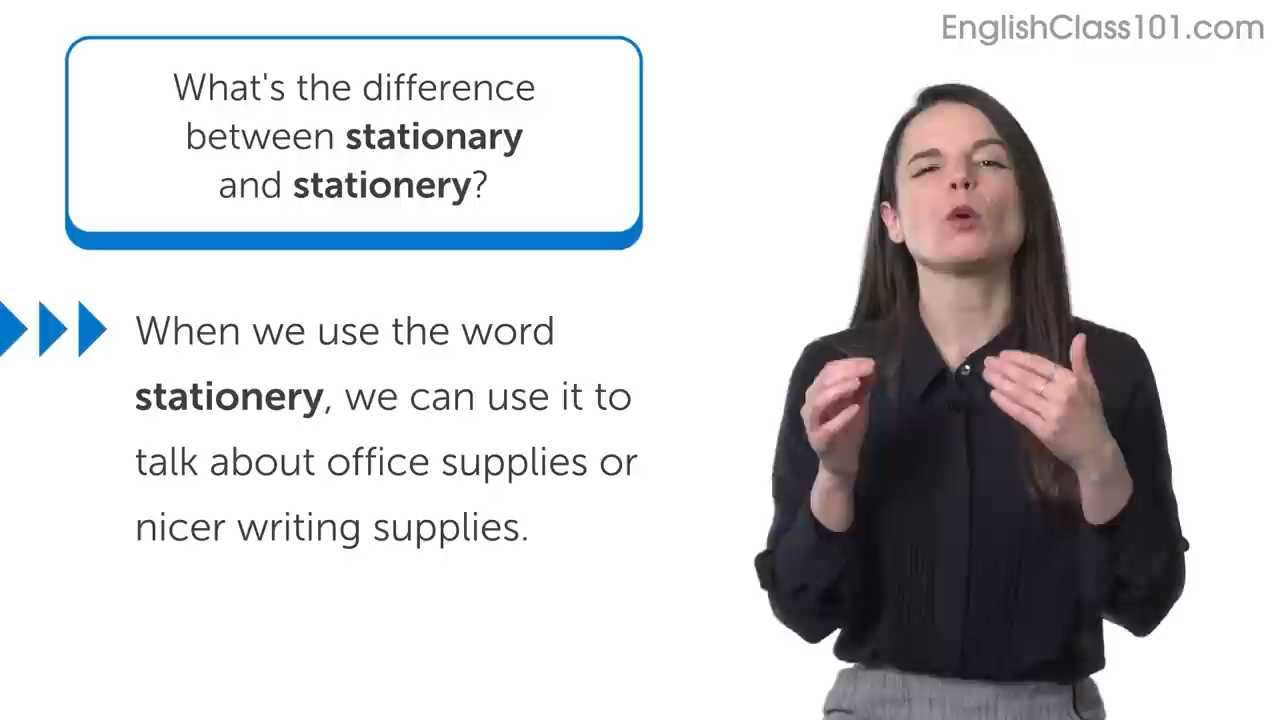 EnglishClass101.com
What's the difference
between stationary
and stationery?
When we use the word
stationery, we can use it to
talk about office supplies or
nicer writing supplies.